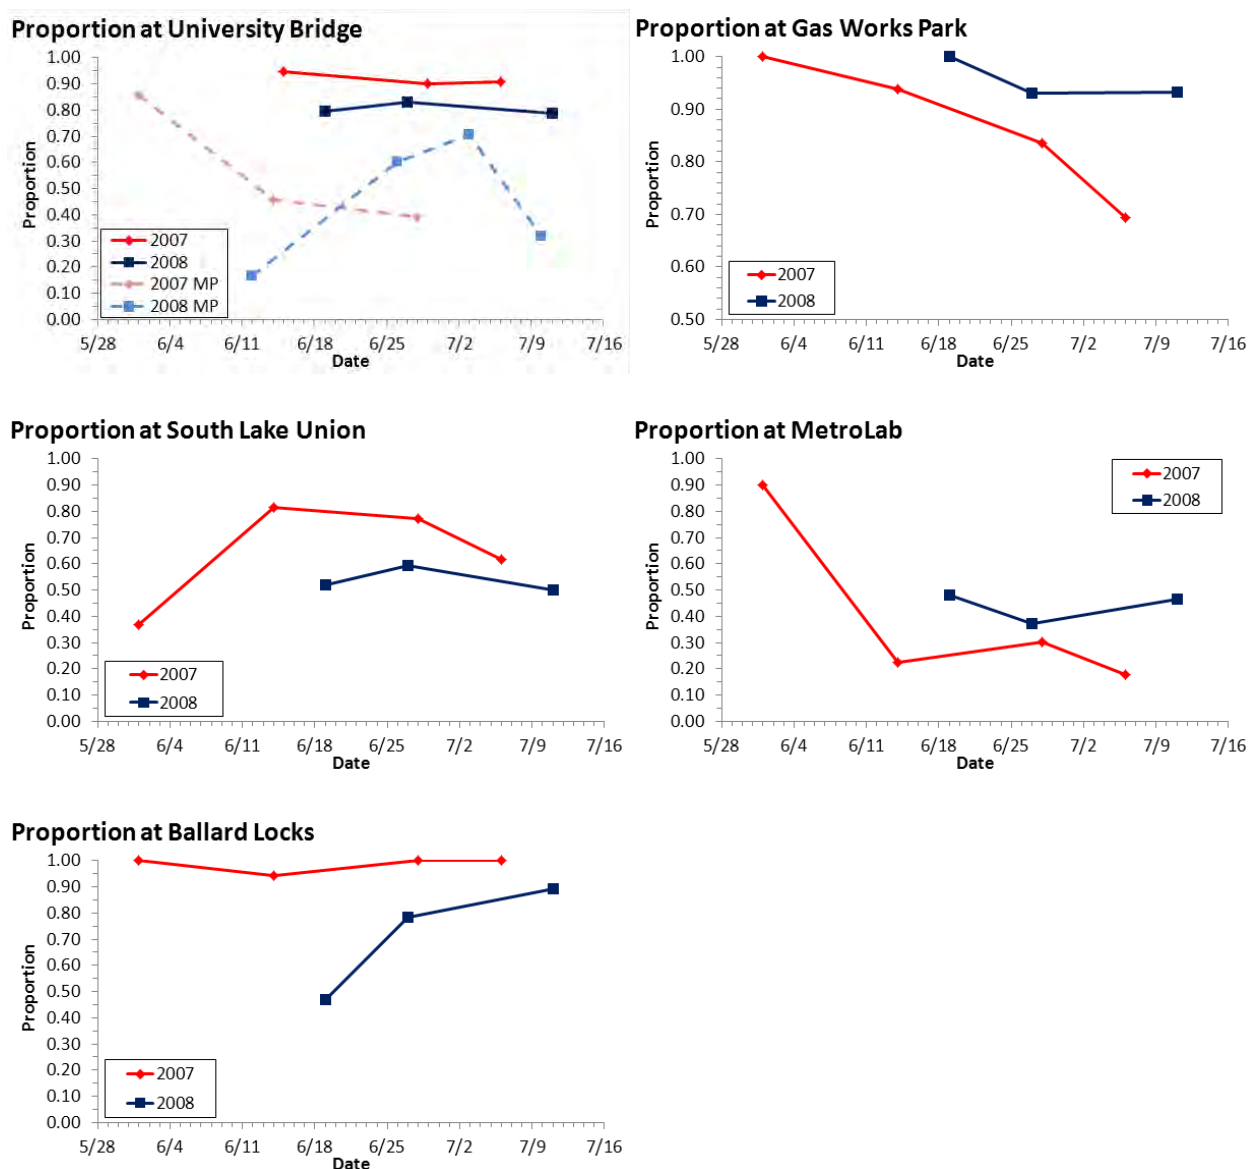 Proportion at University Bridge
1.00
0.90
0.80
0.70
0.60
0.50
0.40
0.30
0.20
0.10
0.00
Proportion
2007
2008
2007 MP
2008 MP
5/28 6/4 6/11 6/18 6/25 7/2 7/9 7/16
Date
Proportion at Gas Works Park
1.00
0.90
0.80
0.70
0.60
0.50
Proportion
2007
2008
5/28 6/4 6/11 6/18 6/25 7/2 7/9 7/16
Date
Proportion at South Lake Union
1.00
0.90
0.80
0.70
0.60
0.50
0.40
0.30
0.20
0.10
0.00
Proportion
2007
2008
5/28 6/4 6/11 6/18 6/25 7/2 7/9 7/16
Date
Proportion at MetroLab
1.00
0.90
0.80
0.70
0.60
0.50
0.40
0.30
0.20
0.10
0.00
Proportion
2007
2008
5/28 6/4 6/11 6/18 6/25 7/2 7/9 7/16
Date
Proportion at Ballard Locks
1.00
0.90
0.80
0.70
0.60
0.50
0.40
0.30
0.20
0.10
0.00
Proportion
2007
2008
5/28 6/4 6/11 6/18 6/25 7/2 7/9 7/16
Date